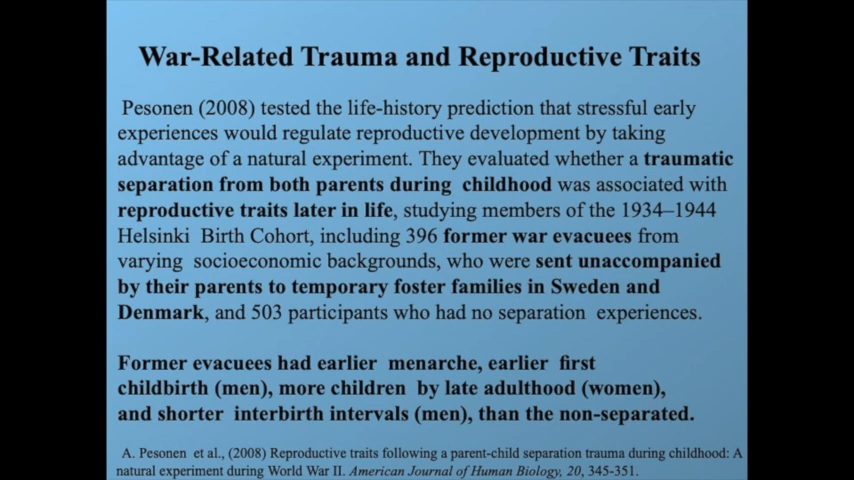 War-Related Trauma and Reproductive Traits
Pesonen (2008) tested the life-history prediction that stressful early
experiences would regulate reproductive development by taking
advantage of a natural experiment. They evaluated whether a traumatic
separation from both parents during childhood was associated with
reproductive traits later in life, studying members of the 1934–1944
Helsinki Birth Cohort, including 396 former war evacuees from
varying socioeconomic backgrounds, who were sent unaccompanied
by their parents to temporary foster families in Sweden and
Denmark, and 503 participants who had no separation experiences.
Former evacuees had earlier menarche, earlier first
childbirth (men), more children by late adulthood (women),
and shorter interbirth intervals (men), than the non-separated.
A. Pesonen et al., (2008) Reproductive traits following a parent-child separation trauma during childhood: A
natural experiment during World War II. American Journal of Human Biology, 20, 345-351.